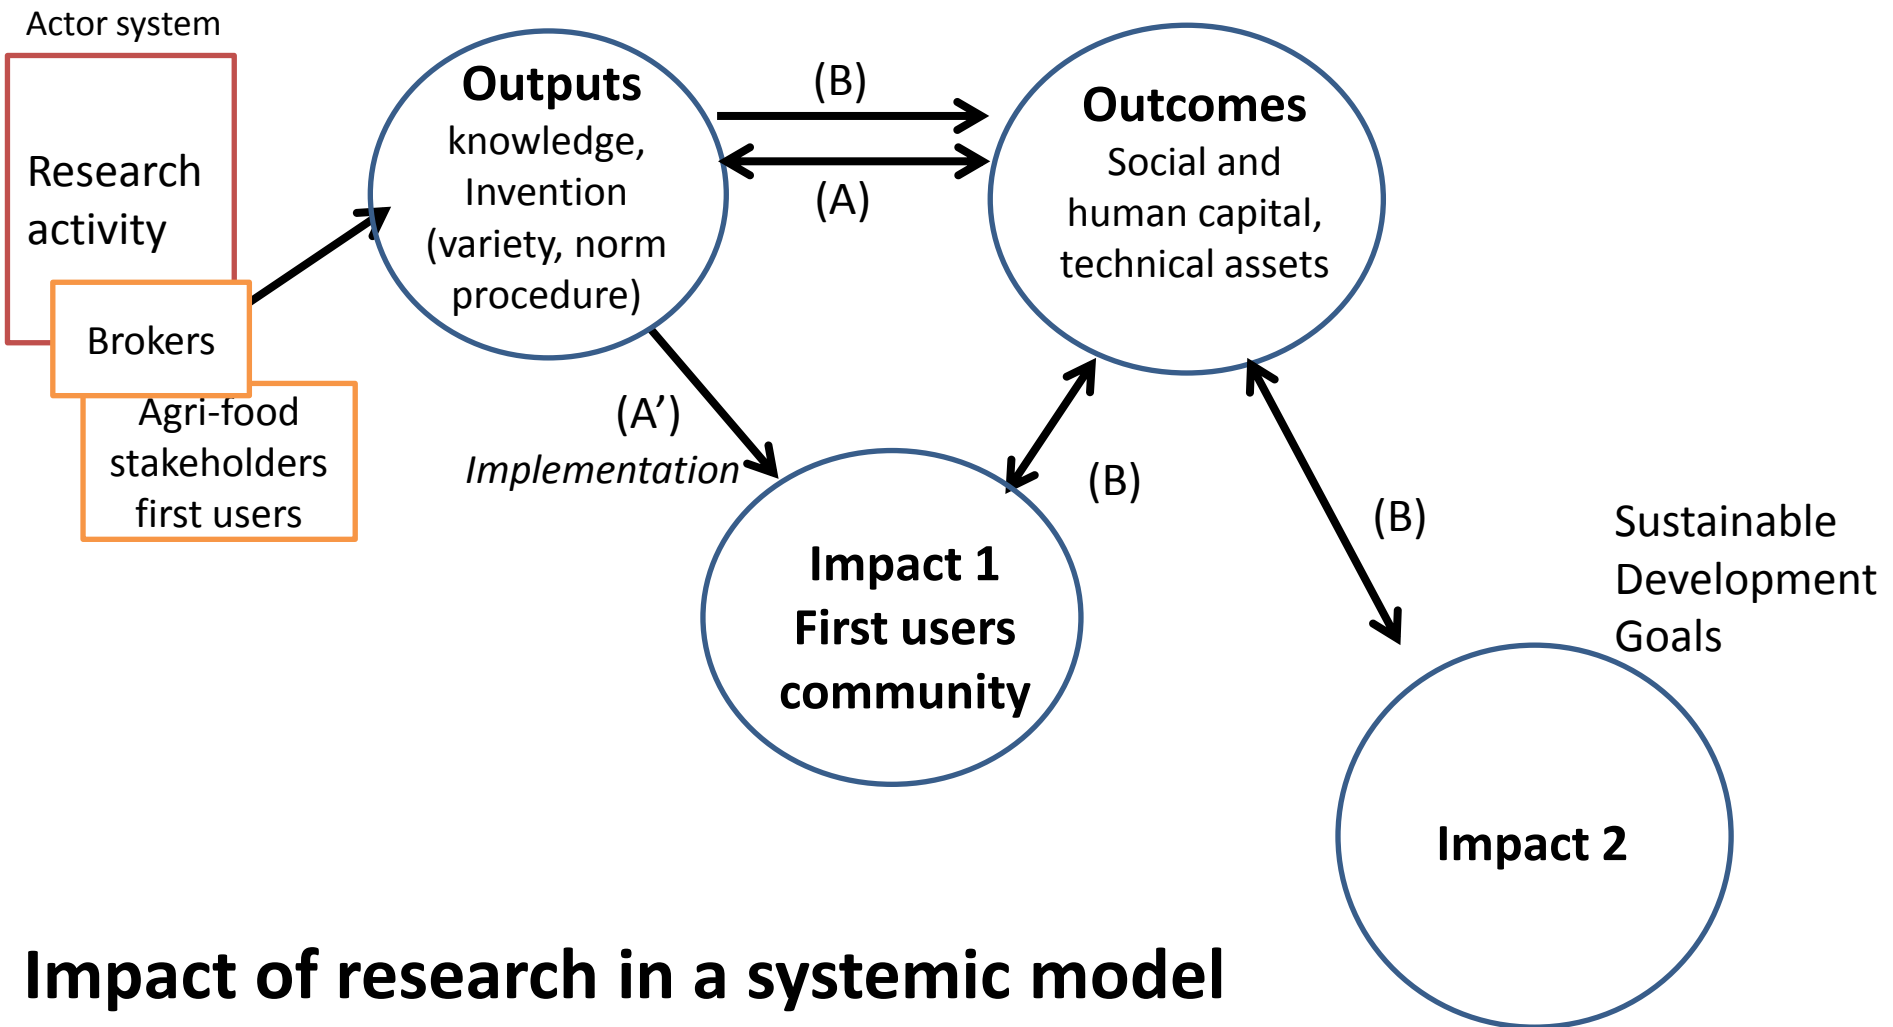 Actor system
Research
activity
Brokers
Agri-food
stakeholders
first users
Outputs
knowledge,
Invention
(variety, norm
procedure)
(B)
(A)
Outcomes
Social and
human capital,
technical assets
(A’)
Implementation
(B)
(B)
Impact 1
First users
community
Sustainable
Development
Goals
Impact 2
Impact of research in a systemic model